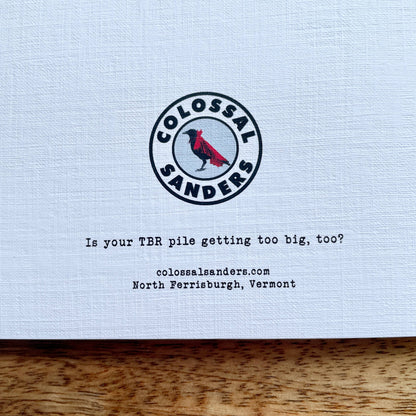 COLOSSAL
SANDERS
Is your TBR pile getting too big, too?
colossalsanders.com
North Ferrisburgh, Vermont